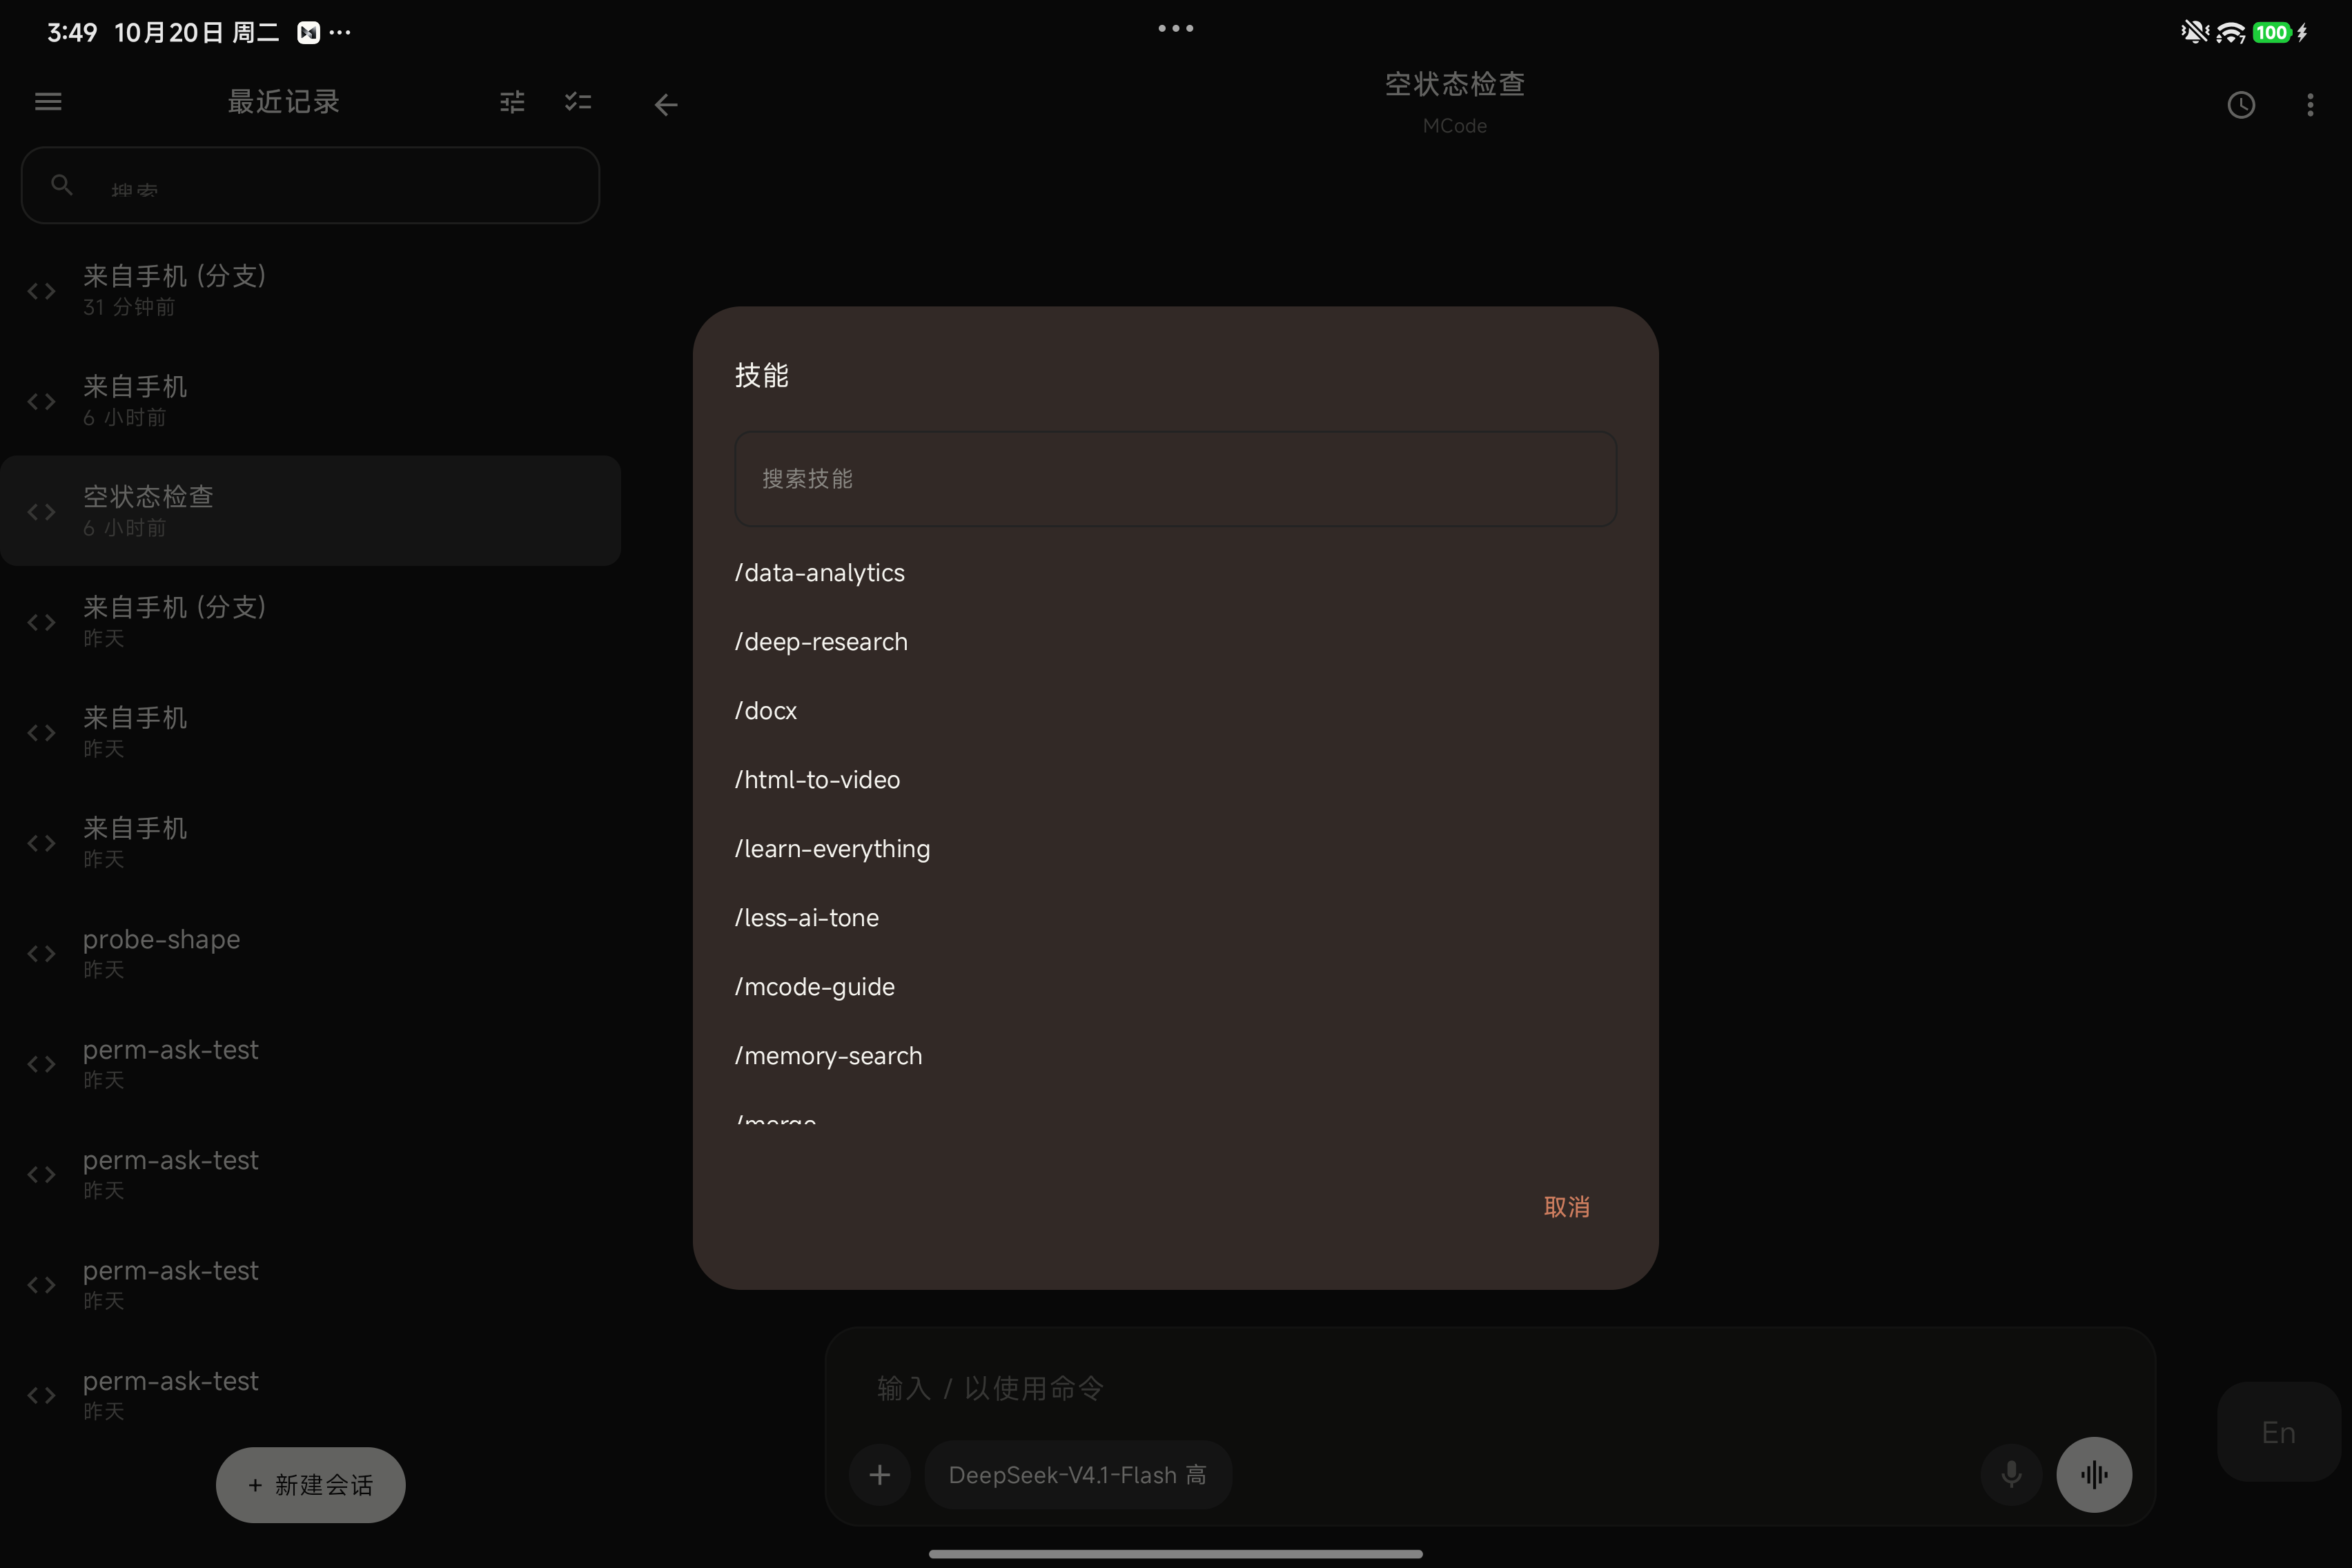 3:49 10月20日 周二
100
最近记录
搜索
来自手机 (分支)
31 分钟前
来自手机
6 小时前
空状态检查
6 小时前
来自手机 (分支)
昨天
来自手机
昨天
来自手机
昨天
probe-shape
昨天
perm-ask-test
昨天
perm-ask-test
昨天
perm-ask-test
昨天
perm-ask-test
昨天
+ 新建会话
空状态检查
MCode
技能
搜索技能
/data-analytics
/deep-research
/docx
/html-to-video
/learn-everything
/less-ai-tone
/mcode-guide
/memory-search
/merge
取消
输入 / 以使用命令
DeepSeek-V4.1-Flash 高
En